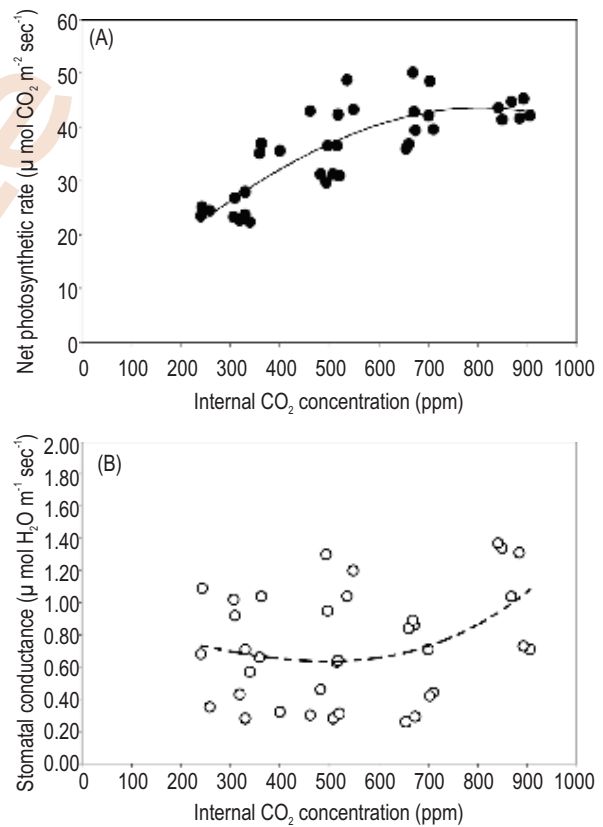 (A)
Net photosynthetic rate (µ mol CO₂ m⁻² sec⁻¹)
60
50
40
30
20
10
0
0 100 200 300 400 500 600 700 800 900 1000
Internal CO₂ concentration (ppm)
(B)
Stomatal conductance (µ mol H₂O m⁻¹ sec⁻¹)
2.00
1.80
1.60
1.40
1.20
1.00
0.80
0.60
0.40
0.20
0.00
0 100 200 300 400 500 600 700 800 900 1000
Internal CO₂ concentration (ppm)